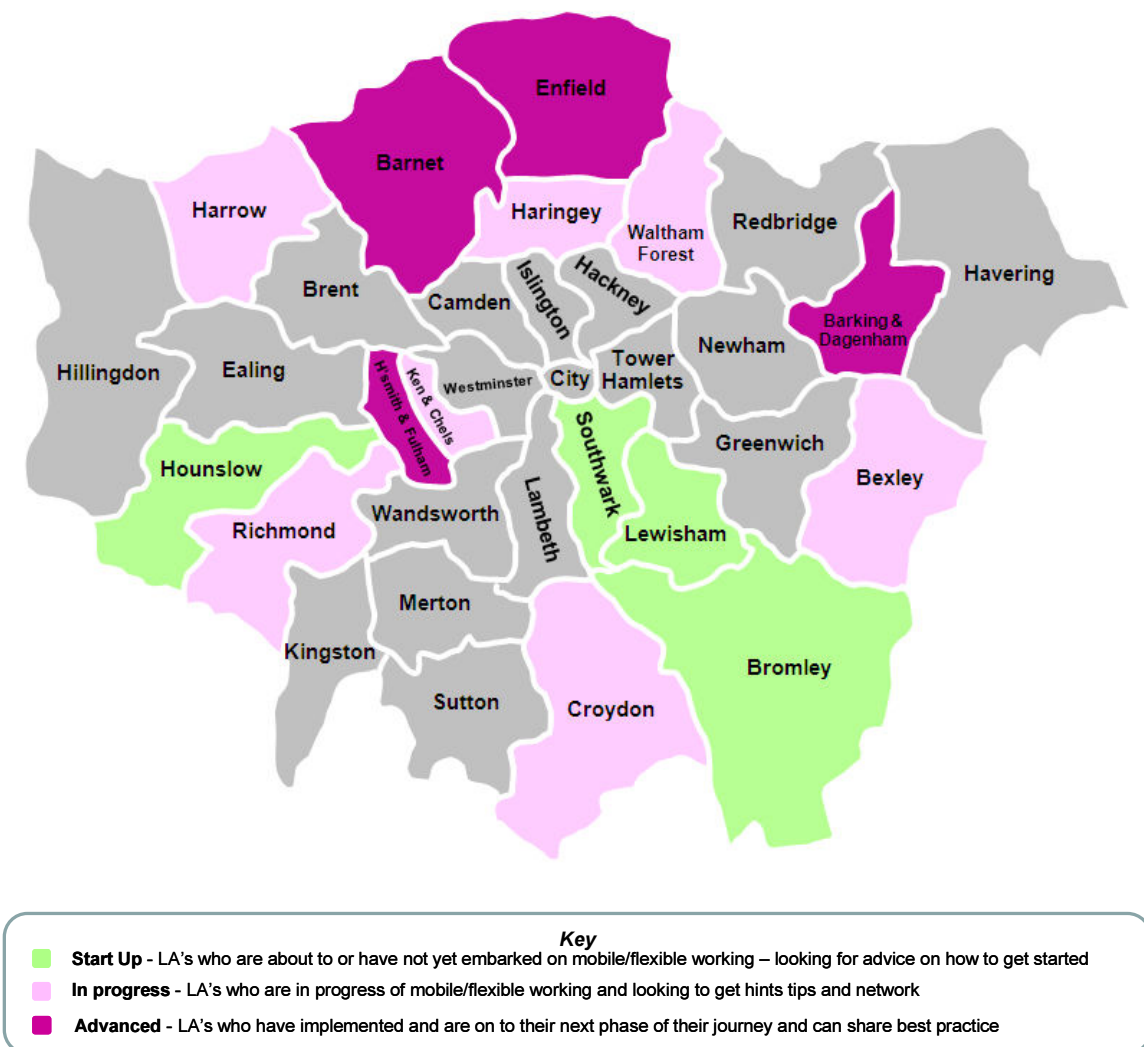 Enfield
Barnet
Harrow
Haringey
Waltham
Forest
Redbridge
Havering
Brent
Camden
Islington
Hackney
Hillingdon
Ealing
H'smith & Fulham
Ken & Chels
Westminster
City
Tower
Hamlets
Newham
Barking &
Dagenham
Hounslow
Southwark
Greenwich
Bexley
Richmond
Wandsworth
Lambeth
Lewisham
Merton
Kingston
Bromley
Sutton
Croydon
Key
Start Up - LA's who are about to or have not yet embarked on mobile/flexible working – looking for advice on how to get started
In progress - LA's who are in progress of mobile/flexible working and looking to get hints tips and network
Advanced - LA's who have implemented and are on to their next phase of their journey and can share best practice